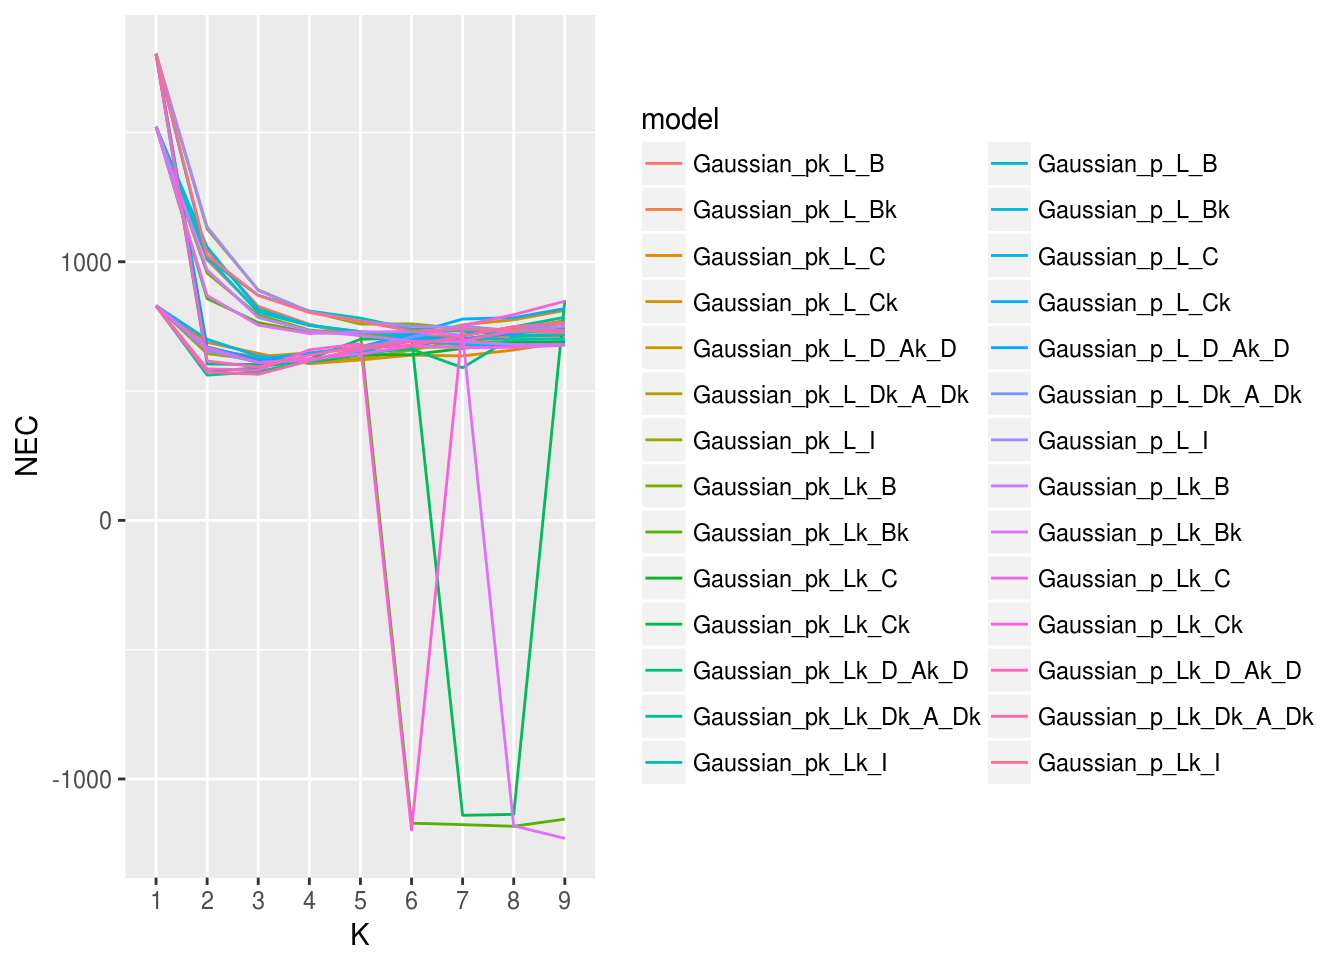 NEC
1000
0
-1000
1 2 3 4 5 6 7 8 9
K
model
Gaussian_pk_L_B
Gaussian_pk_L_Bk
Gaussian_pk_L_C
Gaussian_pk_L_Ck
Gaussian_pk_L_D_Ak_D
Gaussian_pk_L_Dk_A_Dk
Gaussian_pk_L_I
Gaussian_pk_Lk_B
Gaussian_pk_Lk_Bk
Gaussian_pk_Lk_C
Gaussian_pk_Lk_Ck
Gaussian_pk_Lk_D_Ak_D
Gaussian_pk_Lk_Dk_A_Dk
Gaussian_pk_Lk_I
Gaussian_p_L_B
Gaussian_p_L_Bk
Gaussian_p_L_C
Gaussian_p_L_Ck
Gaussian_p_L_D_Ak_D
Gaussian_p_L_Dk_A_Dk
Gaussian_p_L_I
Gaussian_p_Lk_B
Gaussian_p_Lk_Bk
Gaussian_p_Lk_C
Gaussian_p_Lk_Ck
Gaussian_p_Lk_D_Ak_D
Gaussian_p_Lk_Dk_A_Dk
Gaussian_p_Lk_I